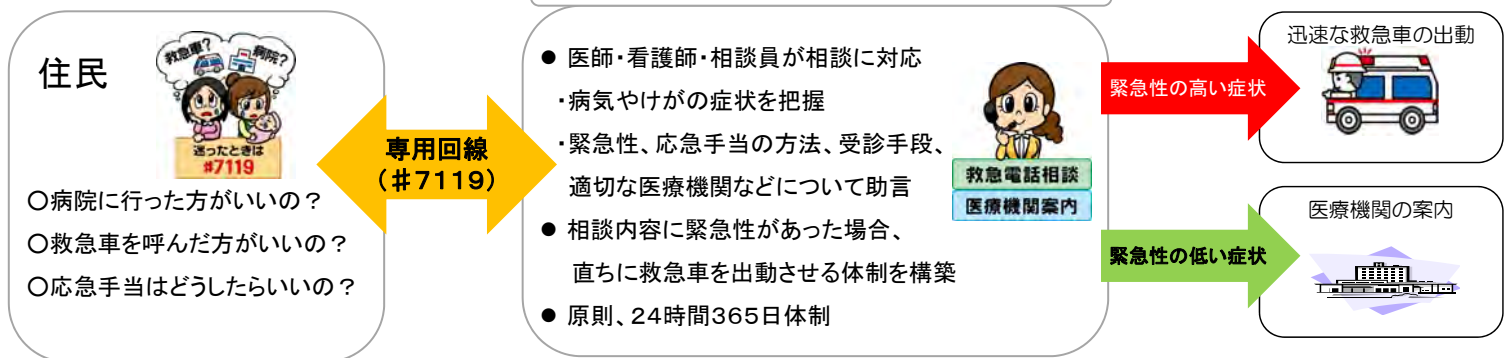 住民
救急車?
病院?
迷ったときは
#7119
○病院に行った方がいいの?
○救急車を呼んだ方がいいの?
○応急手当はどうしたらいいの?
専用回線
(#7119)
● 医師・看護師・相談員が相談に対応
・病気やけがの症状を把握
・緊急性、応急手当の方法、受診手段、
適切な医療機関などについて助言
● 相談内容に緊急性があった場合、
直ちに救急車を出動させる体制を構築
● 原則、24時間365日体制
救急電話相談
医療機関案内
緊急性の高い症状
緊急性の低い症状
迅速な救急車の出動
医療機関の案内